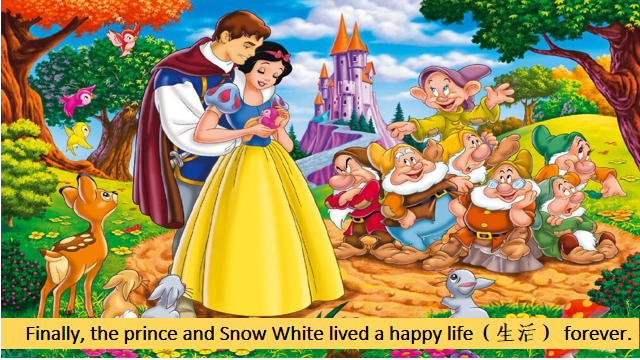 Finally, the prince and Snow White lived a happy life（生活） forever.